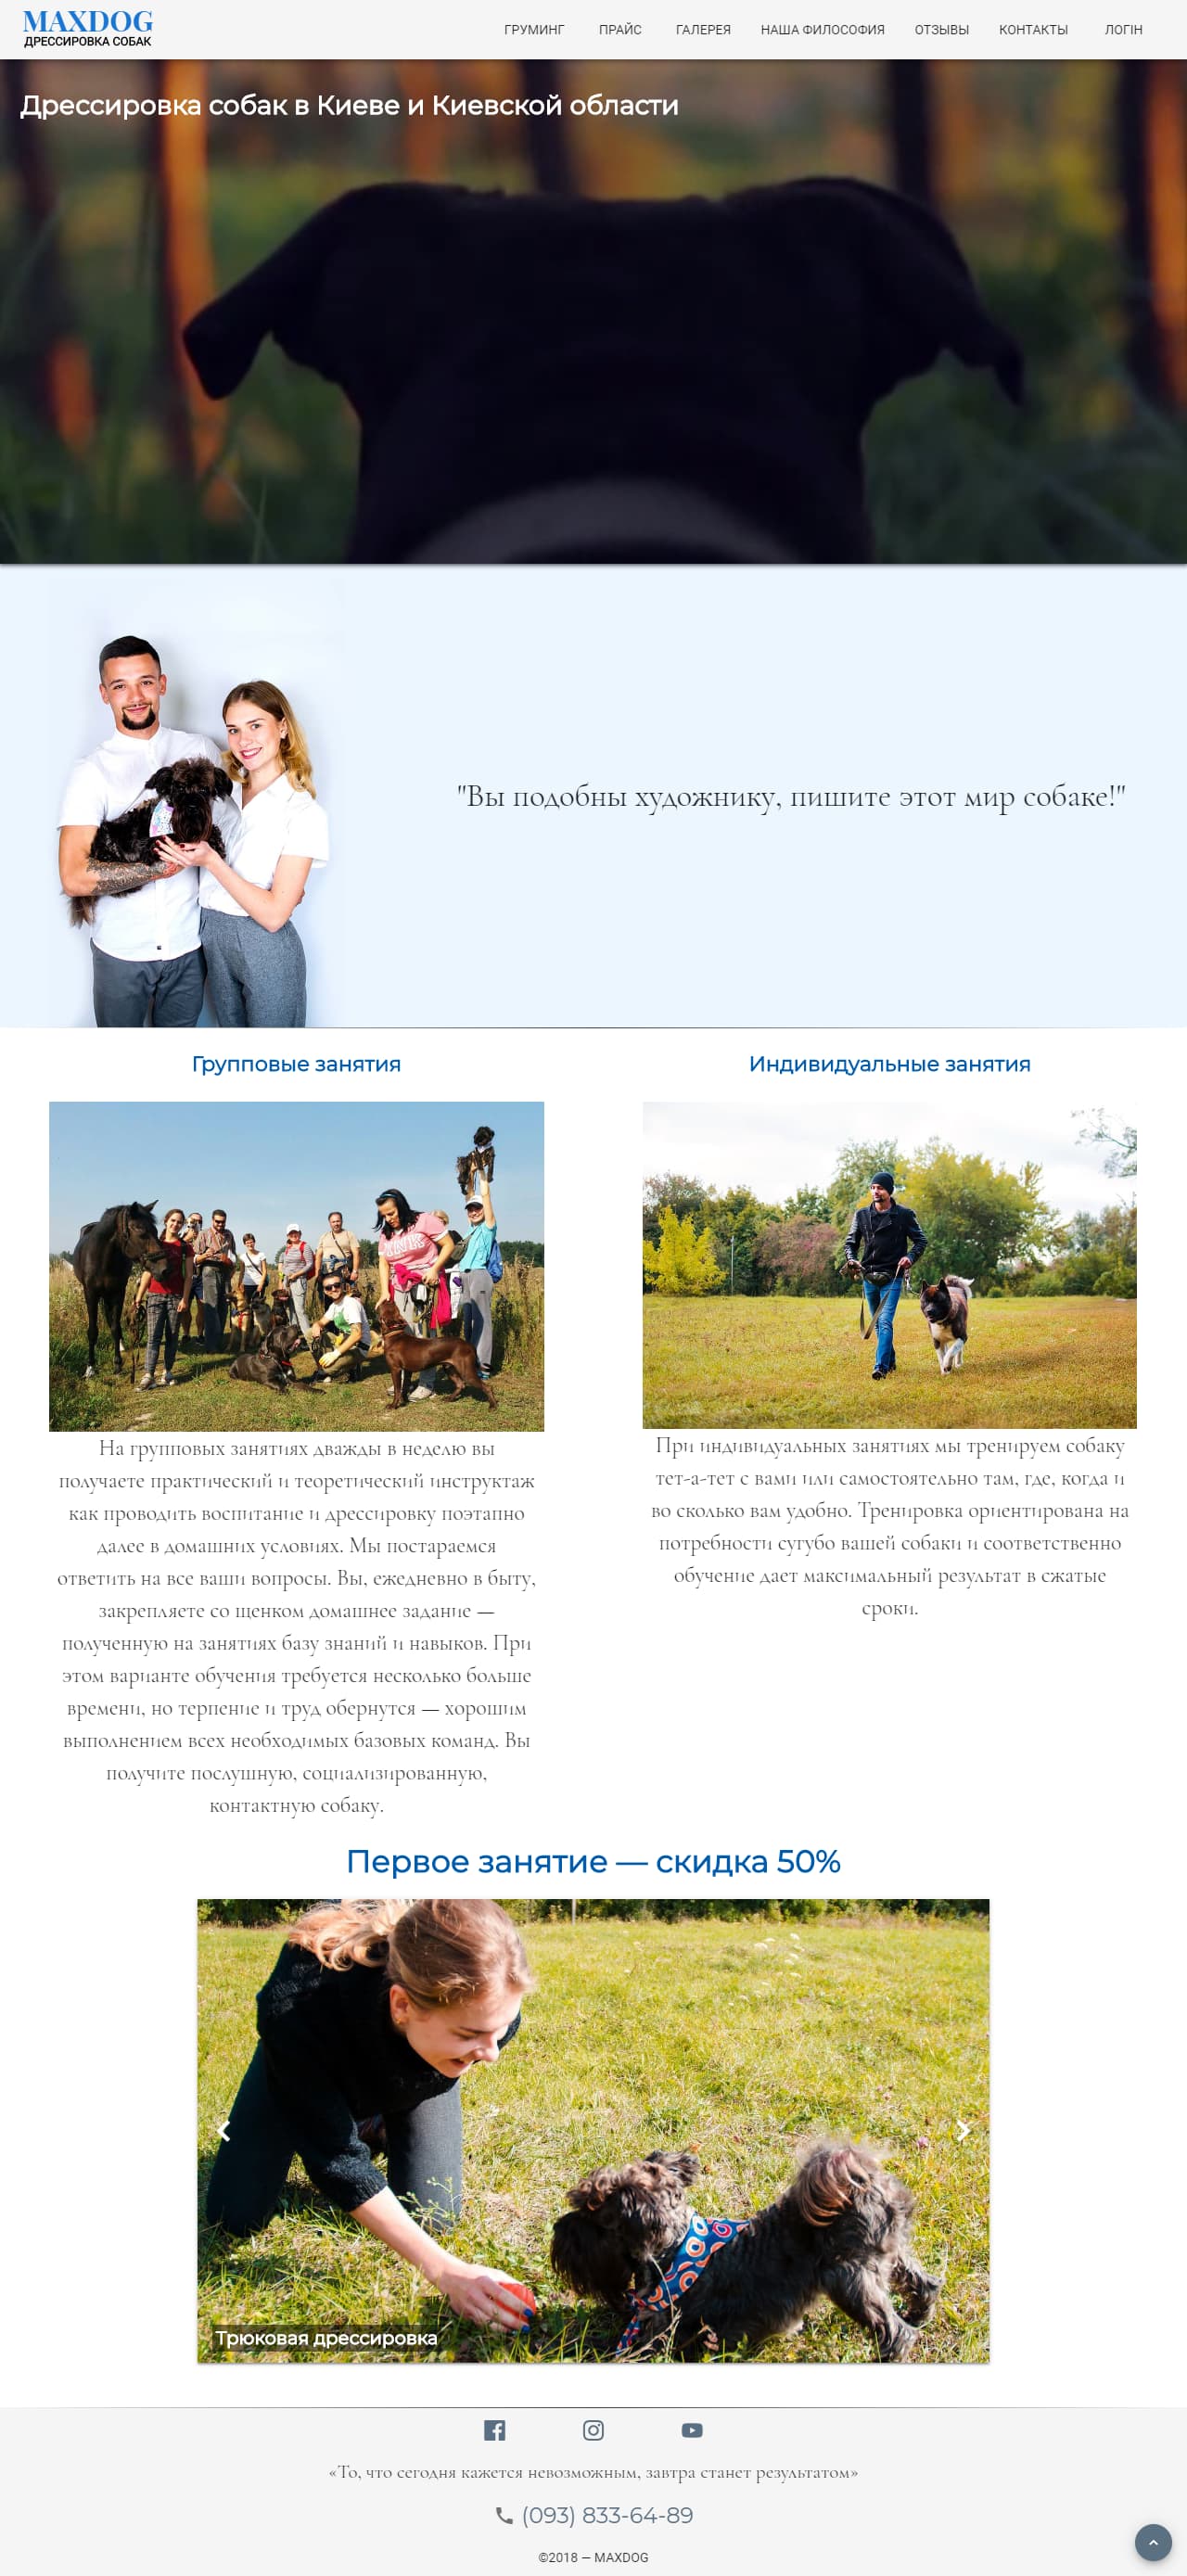 MAXDOG
ДРЕССИРОВКА СОБАК
ГРУМИНГ ПРАЙС ГАЛЕРЕЯ НАША ФИЛОСОФИЯ ОТЗЫВЫ КОНТАКТЫ ЛОГІН
Дрессировка собак в Киеве и Киевской области
"Вы подобны художнику, пишите этот мир собаке!"
Групповые занятия
На групповых занятиях дважды в неделю вы
получаете практический и теоретический инструктаж
как проводить воспитание и дрессировку поэтапно
далее в домашних условиях. Мы постараемся
ответить на все ваши вопросы. Вы, ежедневно в быту,
закрепляете со щенком домашнее задание —
полученную на занятиях базу знаний и навыков. При
этом варианте обучения требуется несколько больше
времени, но терпение и труд обернутся — хорошим
выполнением всех необходимых базовых команд. Вы
получите послушную, социализированную,
контактную собаку.
Индивидуальные занятия
При индивидуальных занятиях мы тренируем собаку
тет-а-тет с вами или самостоятельно там, где, когда и
во сколько вам удобно. Тренировка ориентирована на
потребности сугубо вашей собаки и соответственно
обучение дает максимальный результат в сжатые
сроки.
Первое занятие — скидка 50%
Трюковая дрессировка
«То, что сегодня кажется невозможным, завтра станет результатом»
(093) 833-64-89
©2018 — MAXDOG